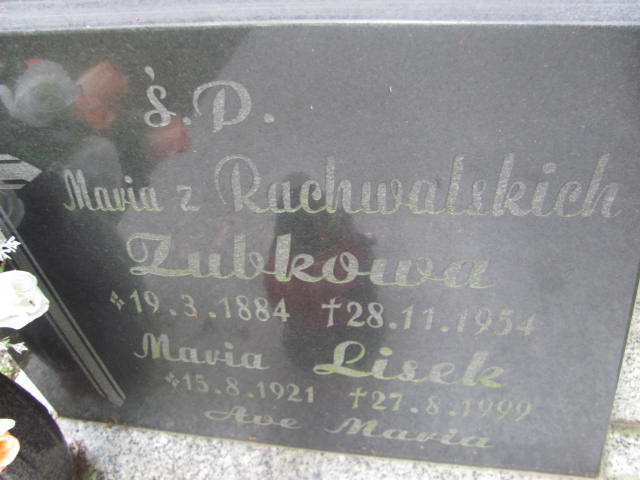 ś.P.
Maria z Rachwalskich
Zubkowa
* 19.3.1884 † 28.11.1954
Maria Lisek
* 15.8.1921 † 27.8.1999
Ave Maria